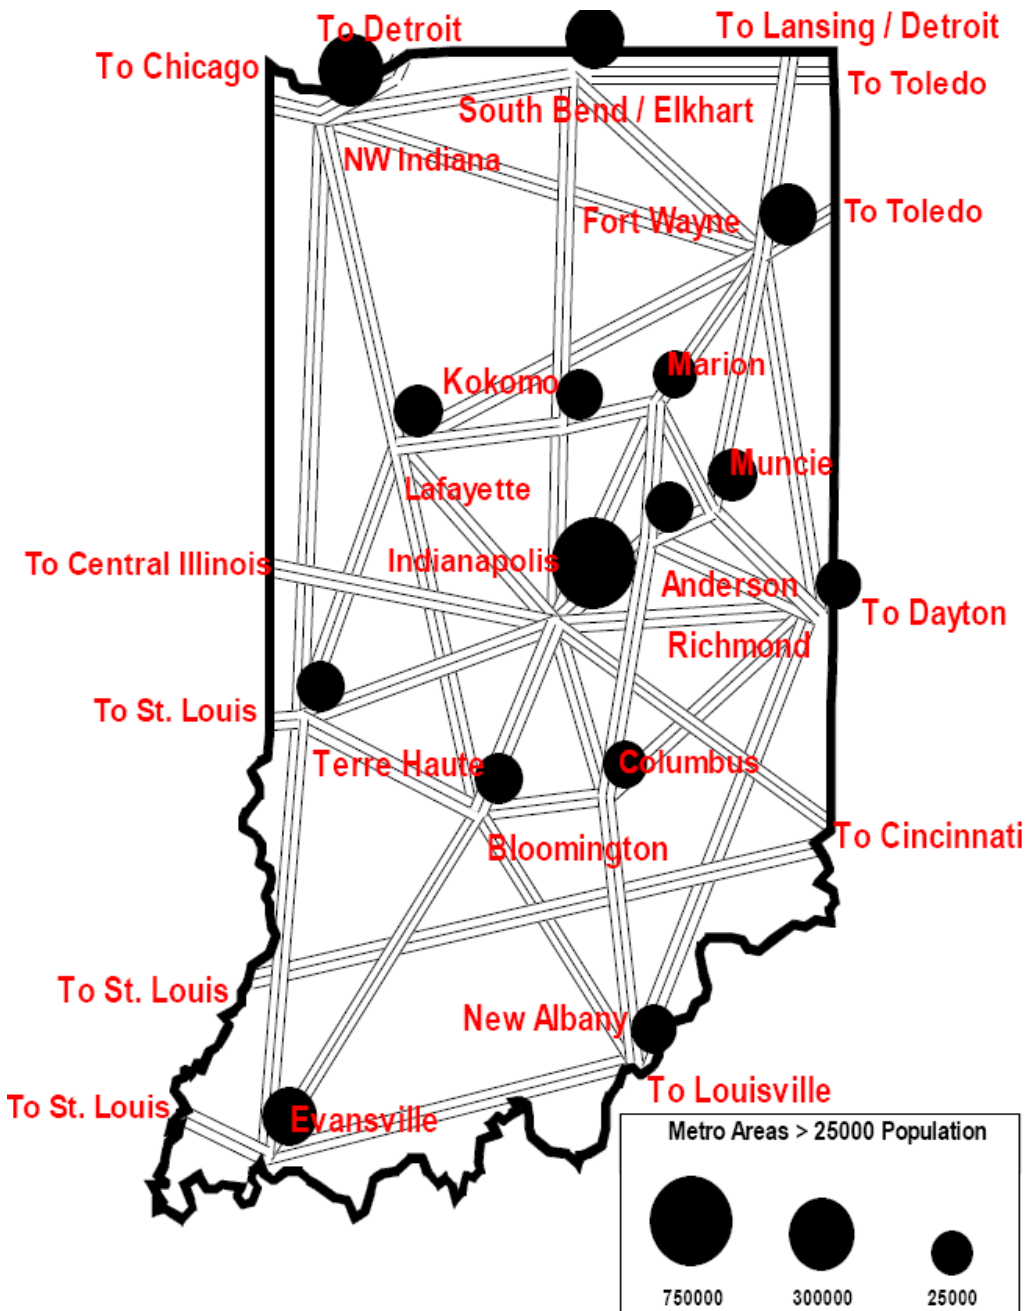 To Detroit
To Lansing / Detroit
To Chicago
To Toledo
South Bend / Elkhart
NW Indiana
Fort Wayne
To Toledo
Marion
Kokomo
Muncie
Lafayette
Indianapolis
To Central Illinois
Anderson
To Dayton
Richmond
To St. Louis
Terre Haute
Columbus
To Cincinnati
Bloomington
To St. Louis
New Albany
To Louisville
To St. Louis
Evansville
Metro Areas > 25000 Population
750000
300000
25000